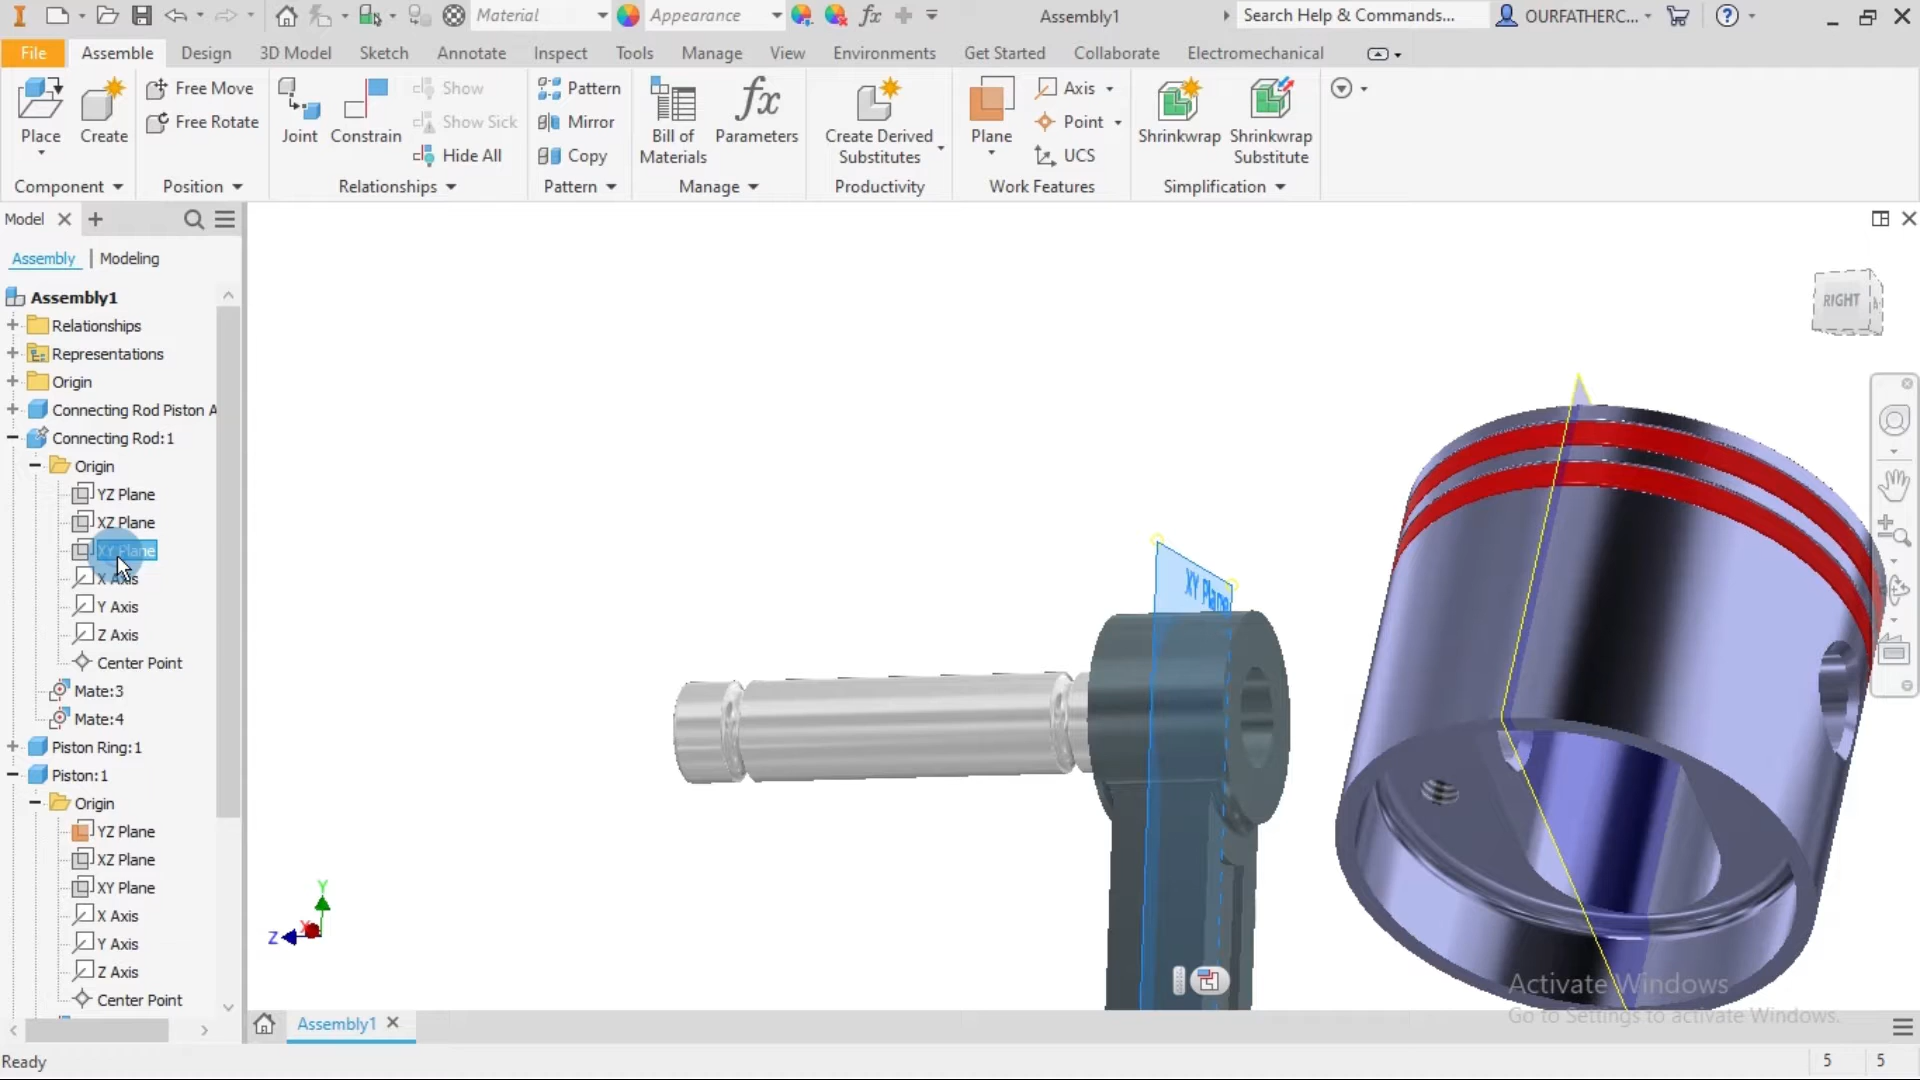 Material
Appearance
Assembly1
Search Help & Commands...
OURFATHERC...
File
Assemble
Design
3D Model
Sketch
Annotate
Inspect
Tools
Manage
View
Environments
Get Started
Collaborate
Electromechanical
Place
Create
Free Move
Free Rotate
Joint
Constrain
Show
Show Sick
Hide All
Pattern
Mirror
Copy
Bill of
Materials
fx
Parameters
Create Derived
Substitutes
Plane
Axis
Point
UCS
Shrinkwrap
Shrinkwrap
Substitute
Component
Position
Relationships
Pattern
Manage
Productivity
Work Features
Simplification
Model
Assembly | Modeling
Assembly1
Relationships
Representations
Origin
Connecting Rod Piston A
Connecting Rod:1
Origin
YZ Plane
XZ Plane
XY Plane
X Axis
Y Axis
Z Axis
Center Point
Mate:3
Mate:4
Piston Ring:1
Piston:1
Origin
YZ Plane
XZ Plane
XY Plane
X Axis
Y Axis
Z Axis
Center Point
RIGHT
XY Plane
Y
X
Z
Activate Windows
Go to Settings to activate Windows.
Assembly1
Ready
5
5